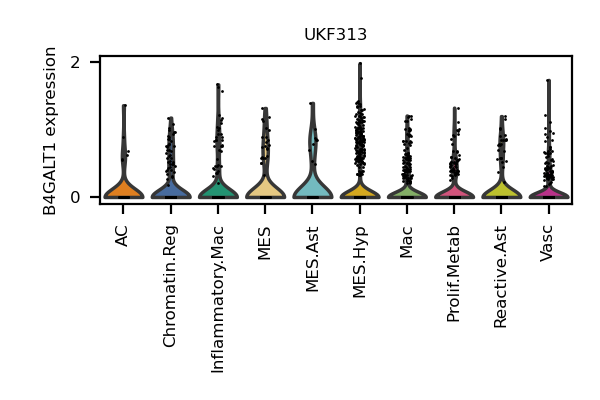 UKF313
B4GALT1 expression
2
0
AC
Chromatin.Reg
Inflammatory.Mac
MES
MES.Ast
MES.Hyp
Mac
Prolif.Metab
Reactive.Ast
Vasc